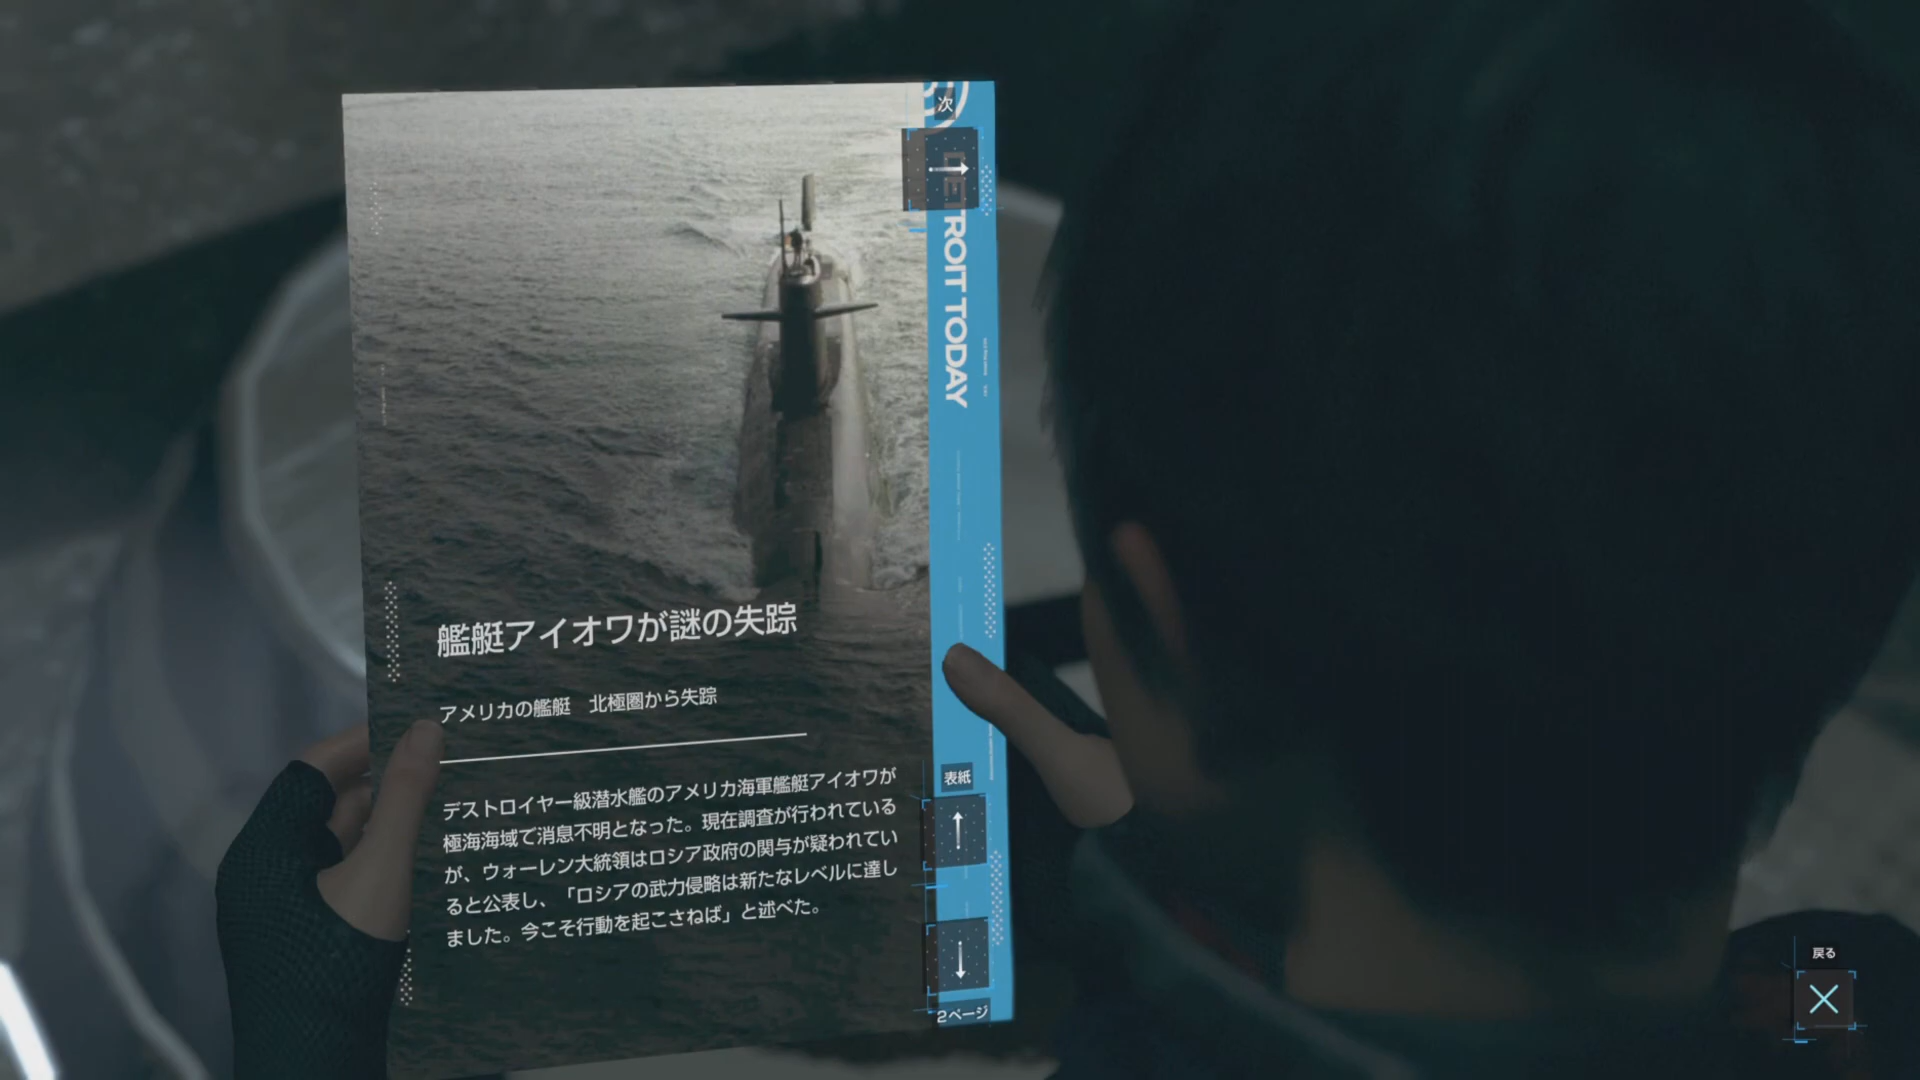 次
DETROIT TODAY
艦艇アイオワが謎の失踪
アメリカの艦艇 北極圏から失踪
デストロイヤー級潜水艦のアメリカ海軍艦艇アイオワが
極海海域で消息不明となった。現在調査が行われている
が、ウォーレン大統領はロシア政府の関与が疑われてい
ると公表し、「ロシアの武力侵略は新たなレベルに達し
ました。今こそ行動を起こさねば」と述べた。
表紙
2ページ
戻る